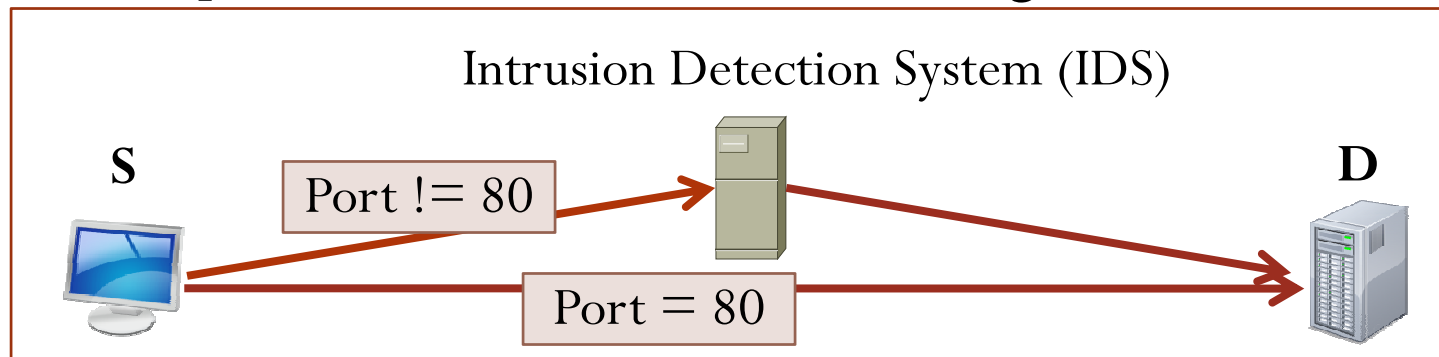 Intrusion Detection System (IDS)
S
D
Port != 80
Port = 80